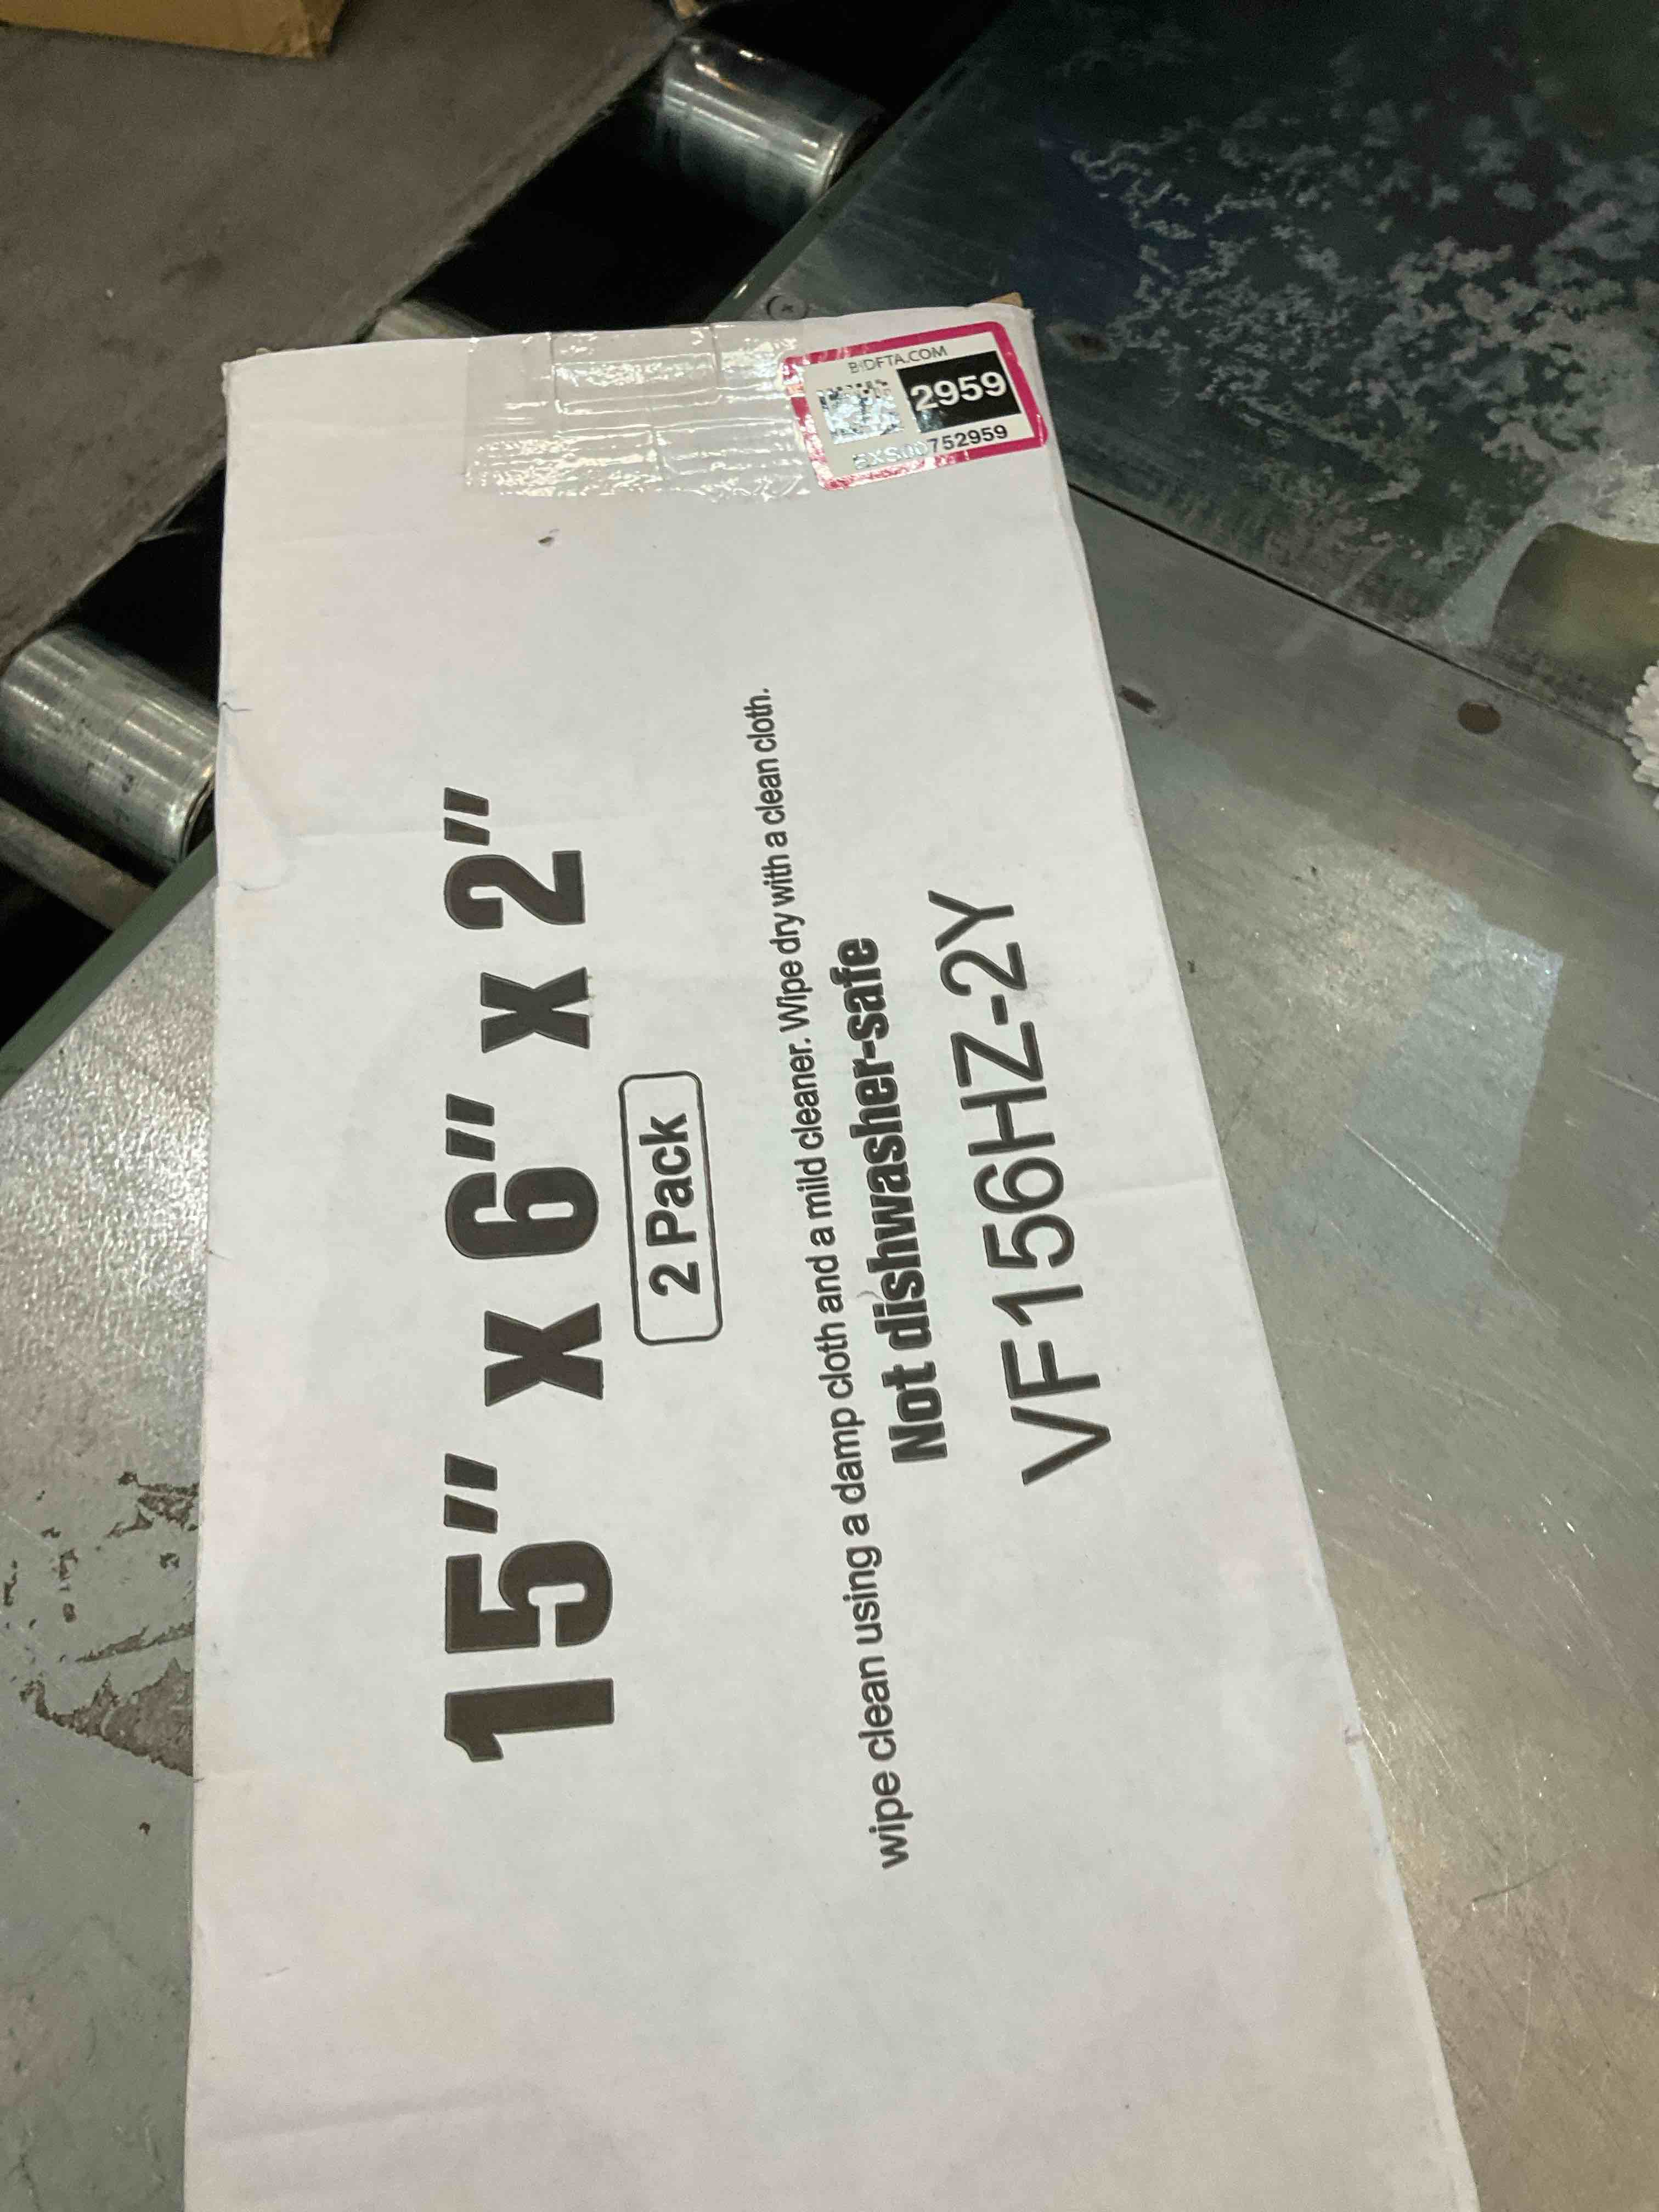 BIDFTA.COM
2959
SXS00752959
15" x 6" x 2"
2 Pack
wipe clean using a damp cloth and a mild cleaner. Wipe dry with a clean cloth.
Not dishwasher-safe
VF156HZ-2Y